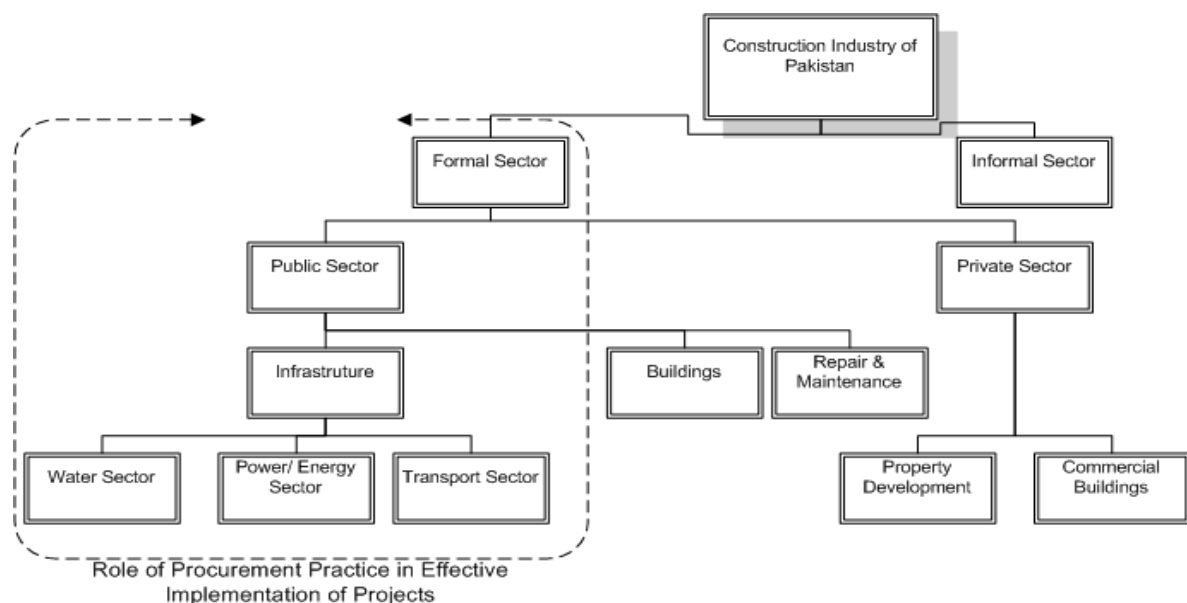 Construction Industry of
Pakistan
Formal Sector
Informal Sector
Public Sector
Private Sector
Infrastruture
Buildings
Repair &
Maintenance
Water Sector
Power/ Energy
Sector
Transport Sector
Property
Development
Commercial
Buildings
Role of Procurement Practice in Effective
Implementation of Projects